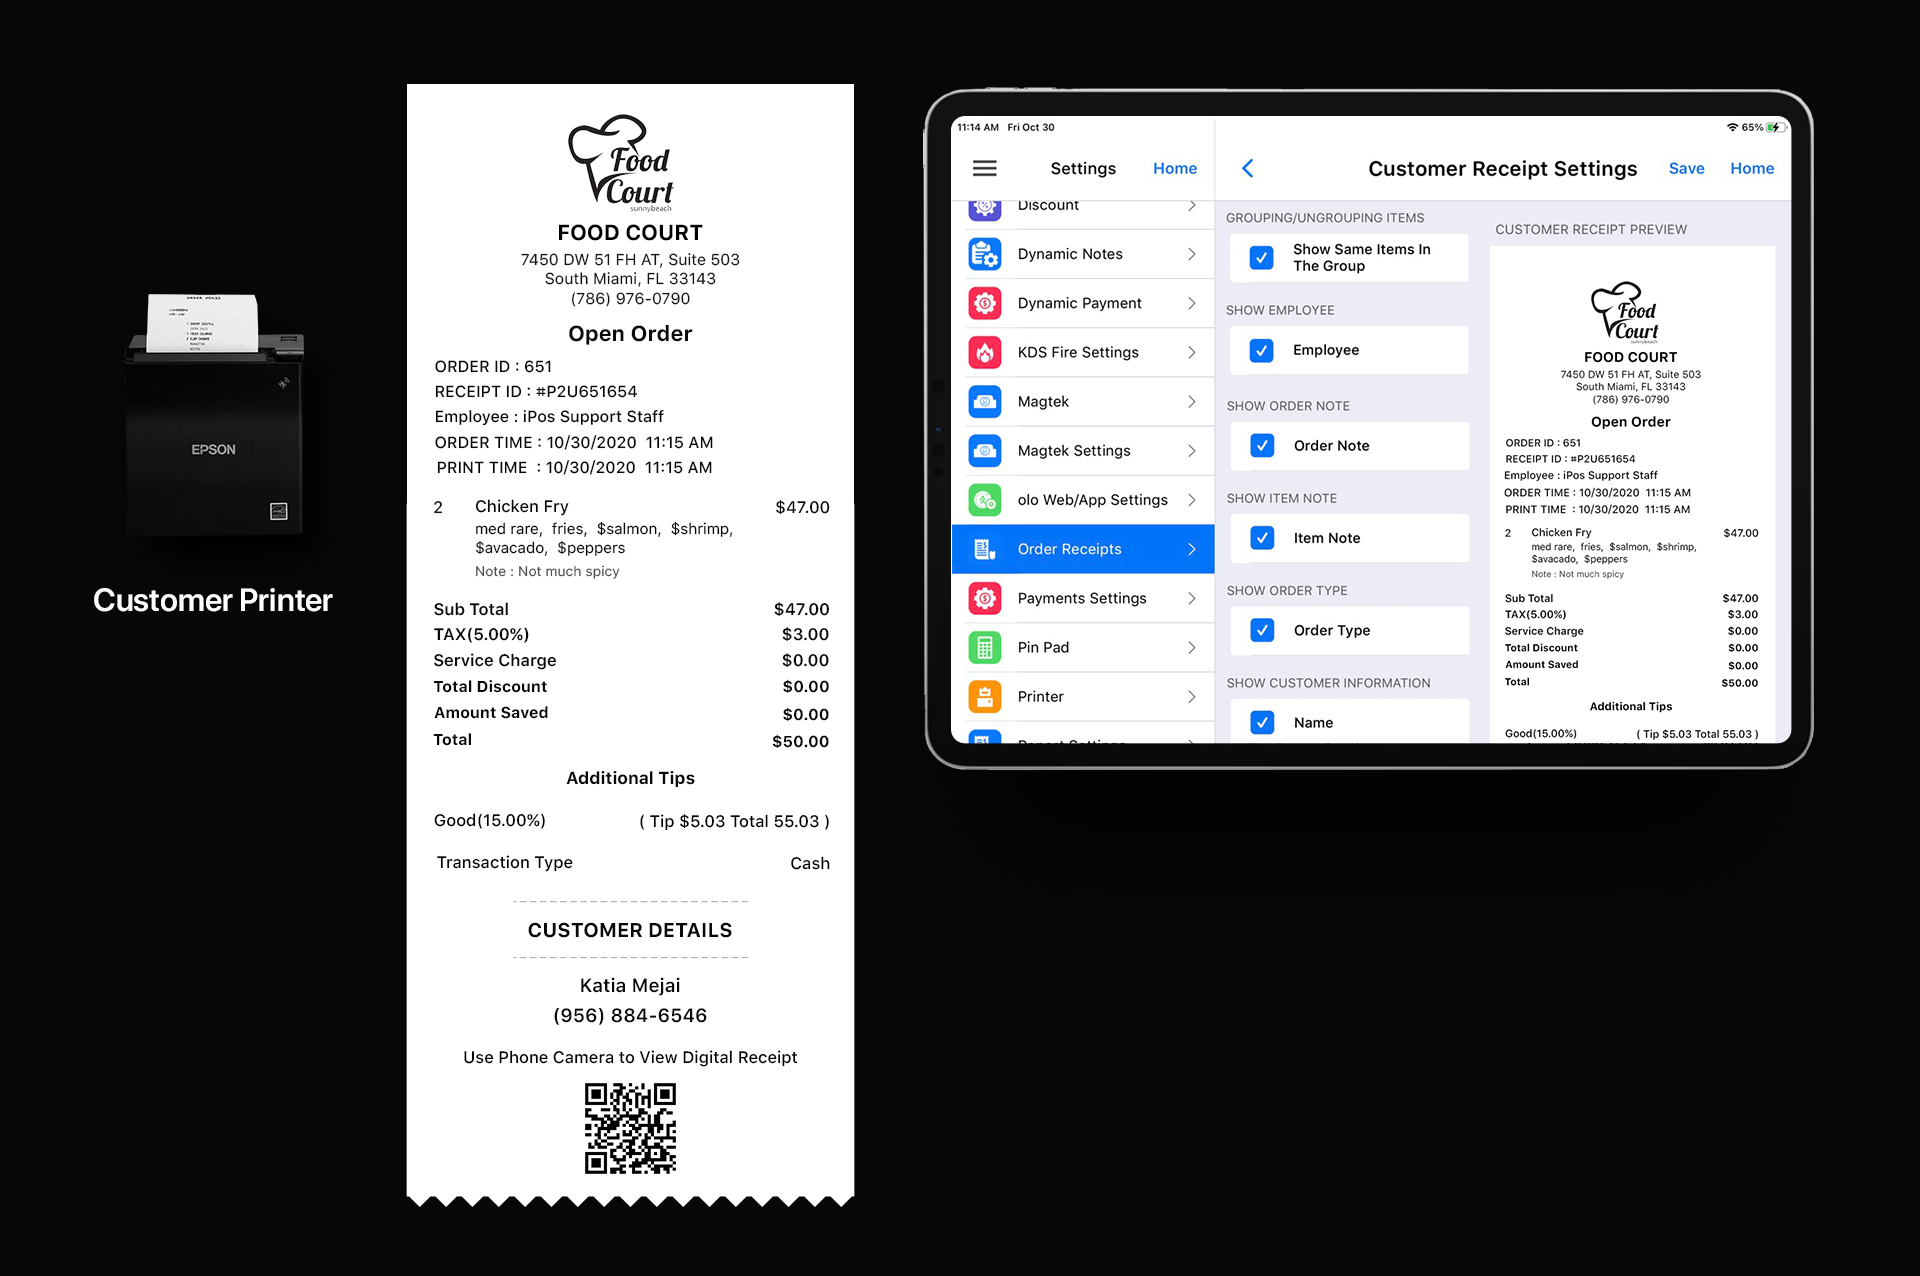 EPSON
Customer Printer
Food
Court
sunnybeach
FOOD COURT
7450 DW 51 FH AT, Suite 503
South Miami, FL 33143
(786) 976-0790
Open Order
ORDER ID : 651
RECEIPT ID : #P2U651654
Employee : iPos Support Staff
ORDER TIME : 10/30/2020 11:15 AM
PRINT TIME : 10/30/2020 11:15 AM
2 Chicken Fry $47.00
med rare, fries, $salmon, $shrimp,
$avacado, $peppers
Note : Not much spicy
Sub Total $47.00
TAX(5.00%) $3.00
Service Charge $0.00
Total Discount $0.00
Amount Saved $0.00
Total $50.00
Additional Tips
Good(15.00%) ( Tip $5.03 Total 55.03 )
Transaction Type Cash
CUSTOMER DETAILS
Katia Mejai
(956) 884-6546
Use Phone Camera to View Digital Receipt
11:14 AM Fri Oct 30
65%
Settings Home
Discount
Dynamic Notes
Dynamic Payment
KDS Fire Settings
Magtek
Magtek Settings
olo Web/App Settings
Order Receipts
Payments Settings
Pin Pad
Printer
Customer Receipt Settings Save Home
GROUPING/UNGROUPING ITEMS
Show Same Items In
The Group
SHOW EMPLOYEE
Employee
SHOW ORDER NOTE
Order Note
SHOW ITEM NOTE
Item Note
SHOW ORDER TYPE
Order Type
SHOW CUSTOMER INFORMATION
Name
CUSTOMER RECEIPT PREVIEW
Food
Court
sunnybeach
FOOD COURT
7450 DW 51 FH AT, Suite 503
South Miami, FL 33143
(786) 976-0790
Open Order
ORDER ID : 651
RECEIPT ID : #P2U651654
Employee : iPos Support Staff
ORDER TIME : 10/30/2020 11:15 AM
PRINT TIME : 10/30/2020 11:15 AM
2 Chicken Fry $47.00
med rare, fries, $salmon, $shrimp,
$avacado, $peppers
Note : Not much spicy
Sub Total $47.00
TAX(5.00%) $3.00
Service Charge $0.00
Total Discount $0.00
Amount Saved $0.00
Total $50.00
Additional Tips
Good(15.00%) ( Tip $5.03 Total 55.03 )